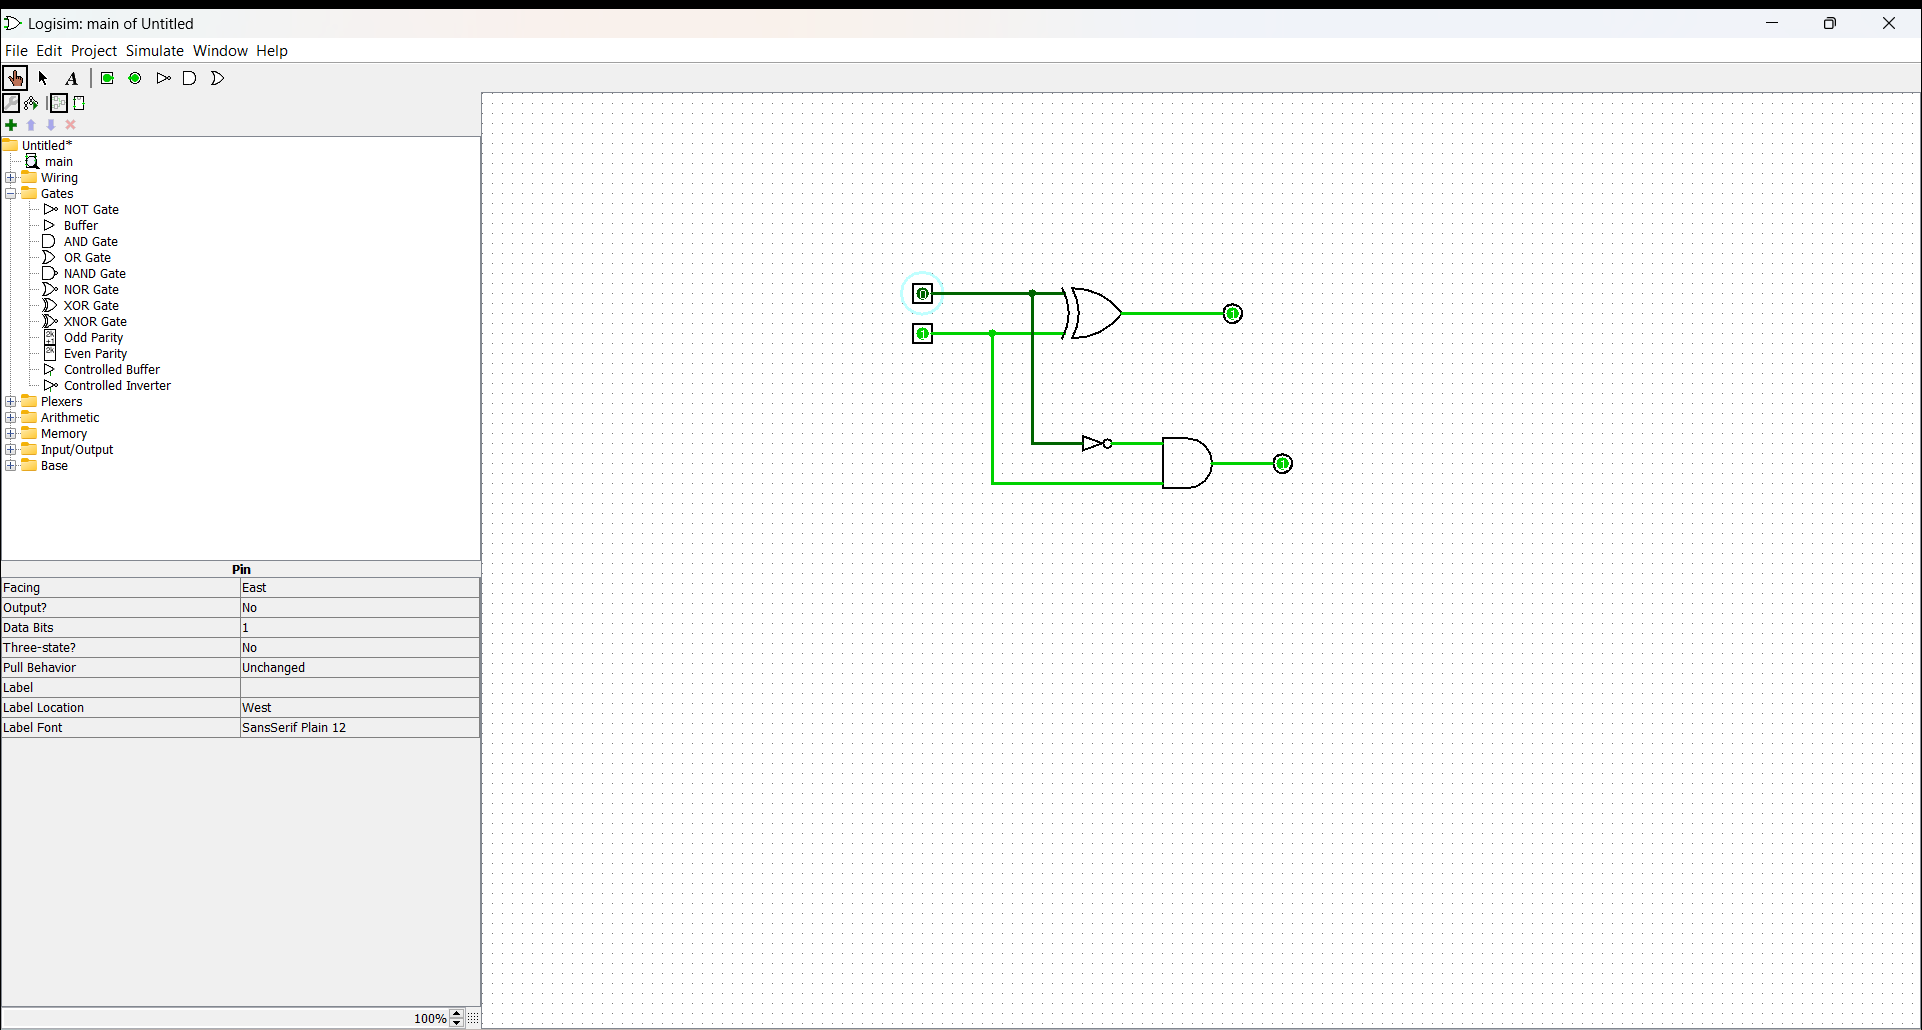 Logisim: main of Untitled
File Edit Project Simulate Window Help
A
Untitled*
main
Wiring
Gates
NOT Gate
Buffer
AND Gate
OR Gate
NAND Gate
NOR Gate
XOR Gate
XNOR Gate
Odd Parity
Even Parity
Controlled Buffer
Controlled Inverter
Plexers
Arithmetic
Memory
Input/Output
Base
Pin
Facing East
Output? No
Data Bits 1
Three-state? No
Pull Behavior Unchanged
Label
Label Location West
Label Font SansSerif Plain 12
100%
0
1
1
1